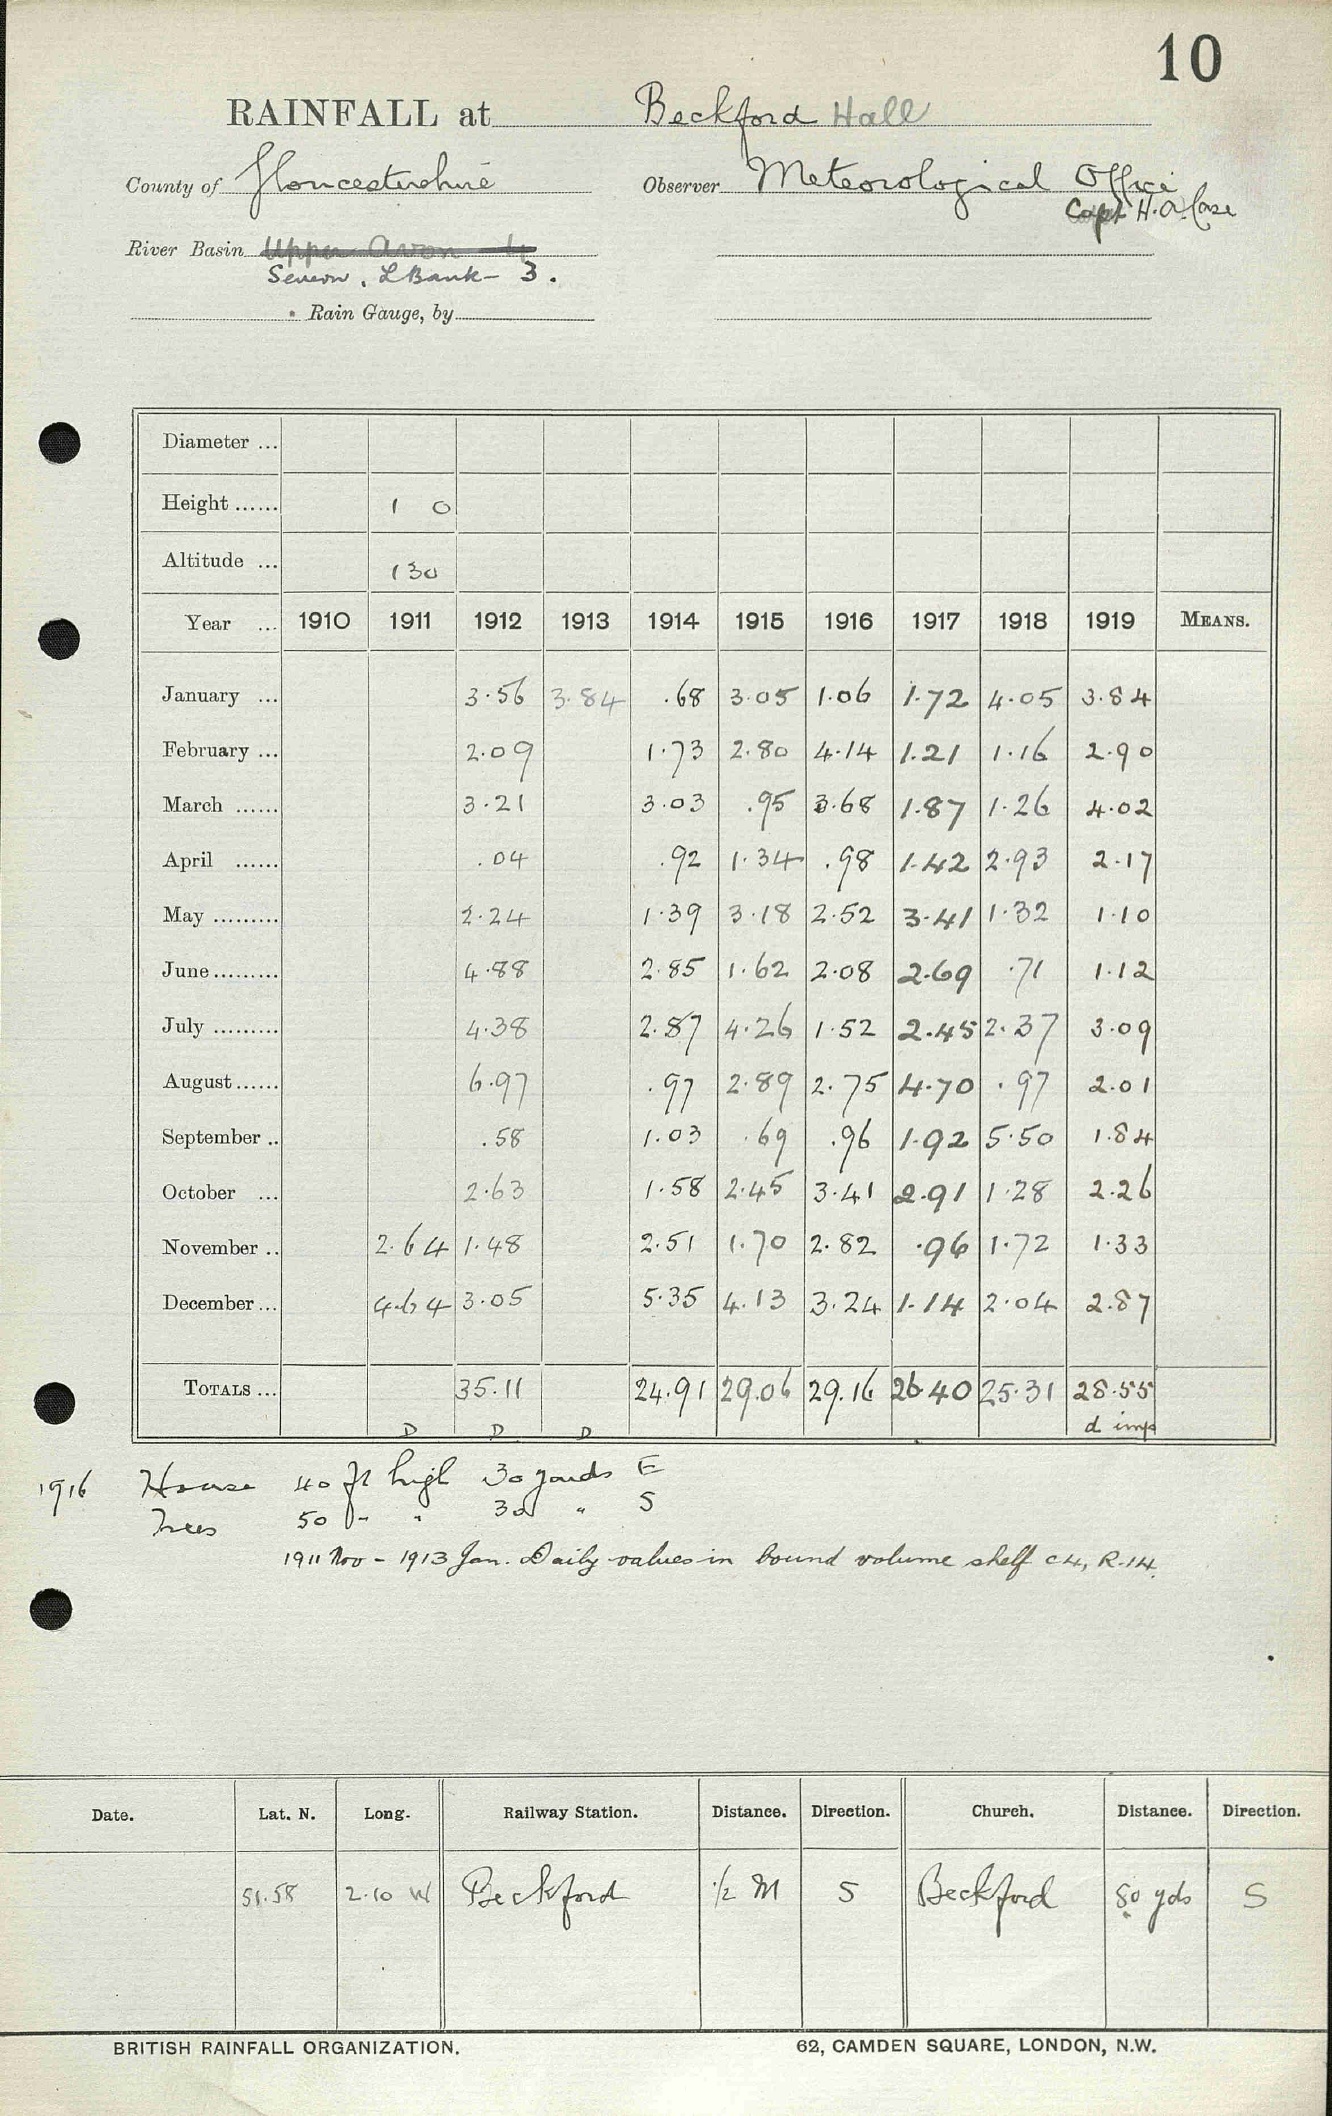 10
RAINFALL at Beckford Hall
County of Gloucestershire Observer Meteorological Office
Capt H. A. Case
River Basin Upper Avon 4
Severn, L Bank - 3.
Rain Gauge, by
Diameter ...
Height ...... 1 0
Altitude ... 130
Year ... 1910 1911 1912 1913 1914 1915 1916 1917 1918 1919 MEANS.
January ... 3.56 3.84 .68 3.05 1.06 1.72 4.05 3.84
February ... 2.09 1.73 2.80 4.14 1.21 1.16 2.90
March ...... 3.21 3.03 .95 3.68 1.87 1.26 4.02
April ...... .04 .92 1.34 .98 1.42 2.93 2.17
May ......... 2.24 1.39 3.18 2.52 3.41 1.32 1.10
June ......... 4.88 2.85 1.62 2.08 2.69 .71 1.12
July ......... 4.38 2.87 4.26 1.52 2.45 2.37 3.09
August ...... 6.97 .97 2.89 2.75 4.70 .97 2.01
September .. .58 1.03 .69 .96 1.92 5.50 1.84
October ... 2.63 1.58 2.45 3.41 2.91 1.28 2.26
November .. 2.64 1.48 2.51 1.70 2.82 .96 1.72 1.33
December ... 4.64 3.05 5.35 4.13 3.24 1.14 2.04 2.87
TOTALS ... 35.11 24.91 29.06 29.16 26.40 25.31 28.55
D D D d imp
1916 House 40 ft high 30 yards E
Trees 50 " " 30 " S
1911 Nov - 1913 Jan. Daily values in bound volume shelf C4, R.14.
Date. Lat. N. Long. Railway Station. Distance. Direction. Church. Distance. Direction.
51.58 2.10 W Beckford 1/2 M S Beckford 80 yds S
BRITISH RAINFALL ORGANIZATION. 62, CAMDEN SQUARE, LONDON, N.W.